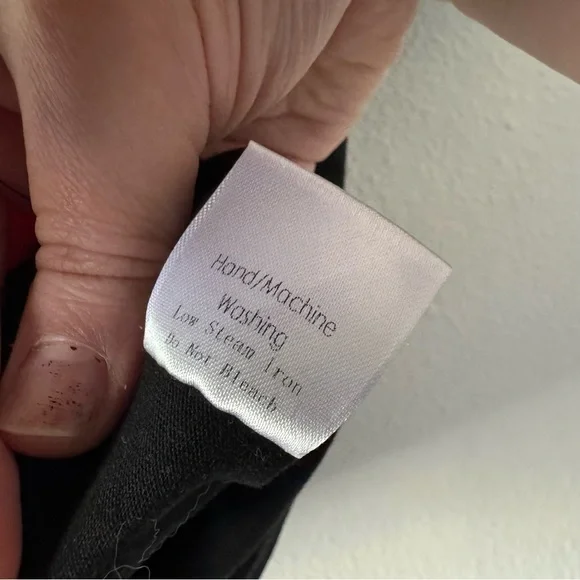 Hand/Machine
Washing
Low Steam Iron
Do Not Bleach